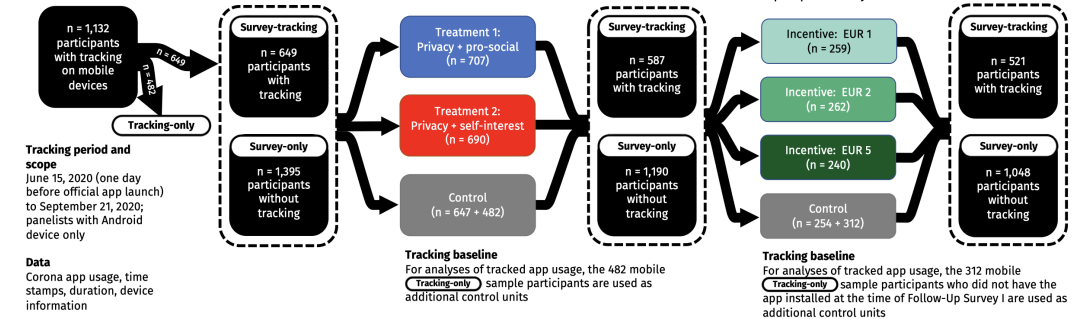 n = 1,132
participants
with tracking
on mobile
devices
n = 649
n = 482
Tracking-only
Tracking period and
scope
June 15, 2020 (one day
before official app launch)
to September 21, 2020;
panelists with Android
device only
Data
Corona app usage, time
stamps, duration, device
information
Survey-tracking
n = 649
participants
with
tracking
Survey-only
n = 1,395
participants
without
tracking
Treatment 1:
Privacy + pro-social
(n = 707)
Treatment 2:
Privacy + self-interest
(n = 690)
Control
(n = 647 + 482)
Tracking baseline
For analyses of tracked app usage, the 482 mobile
Tracking-only sample participants are used as
additional control units
Survey-tracking
n = 587
participants
with tracking
Survey-only
n = 1,190
participants
without
tracking
Incentive: EUR 1
(n = 259)
Incentive: EUR 2
(n = 262)
Incentive: EUR 5
(n = 240)
Control
(n = 254 + 312)
Tracking baseline
For analyses of tracked app usage, the 312 mobile
Tracking-only sample participants who did not have the
app installed at the time of Follow-Up Survey I are used as
additional control units
Survey-tracking
n = 521
participants
with tracking
Survey-only
n = 1,048
participants
without
tracking